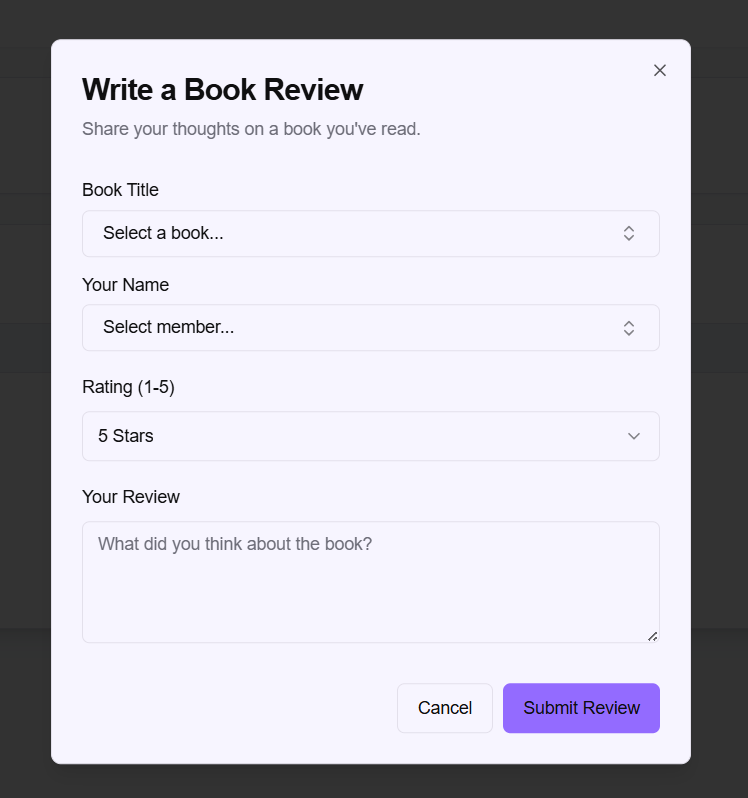 Write a Book Review
Share your thoughts on a book you've read.
Book Title
Select a book...
Your Name
Select member...
Rating (1-5)
5 Stars
Your Review
What did you think about the book?
Cancel
Submit Review